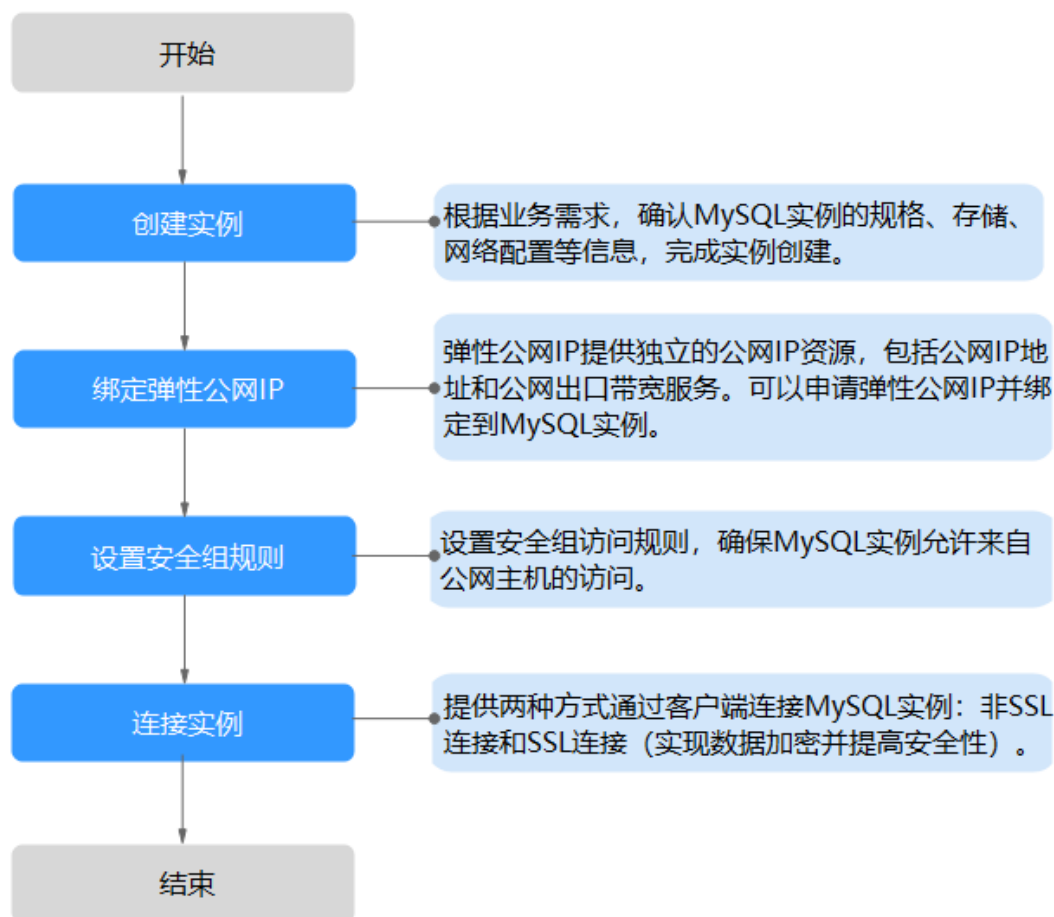 开始
创建实例
根据业务需求，确认MySQL实例的规格、存储、
网络配置等信息，完成实例创建。
绑定弹性公网IP
弹性公网IP提供独立的公网IP资源，包括公网IP地
址和公网出口带宽服务。可以申请弹性公网IP并绑
定到MySQL实例。
设置安全组规则
设置安全组访问规则，确保MySQL实例允许来自
公网主机的访问。
连接实例
提供两种方式通过客户端连接MySQL实例：非SSL
连接和SSL连接（实现数据加密并提高安全性）。
结束